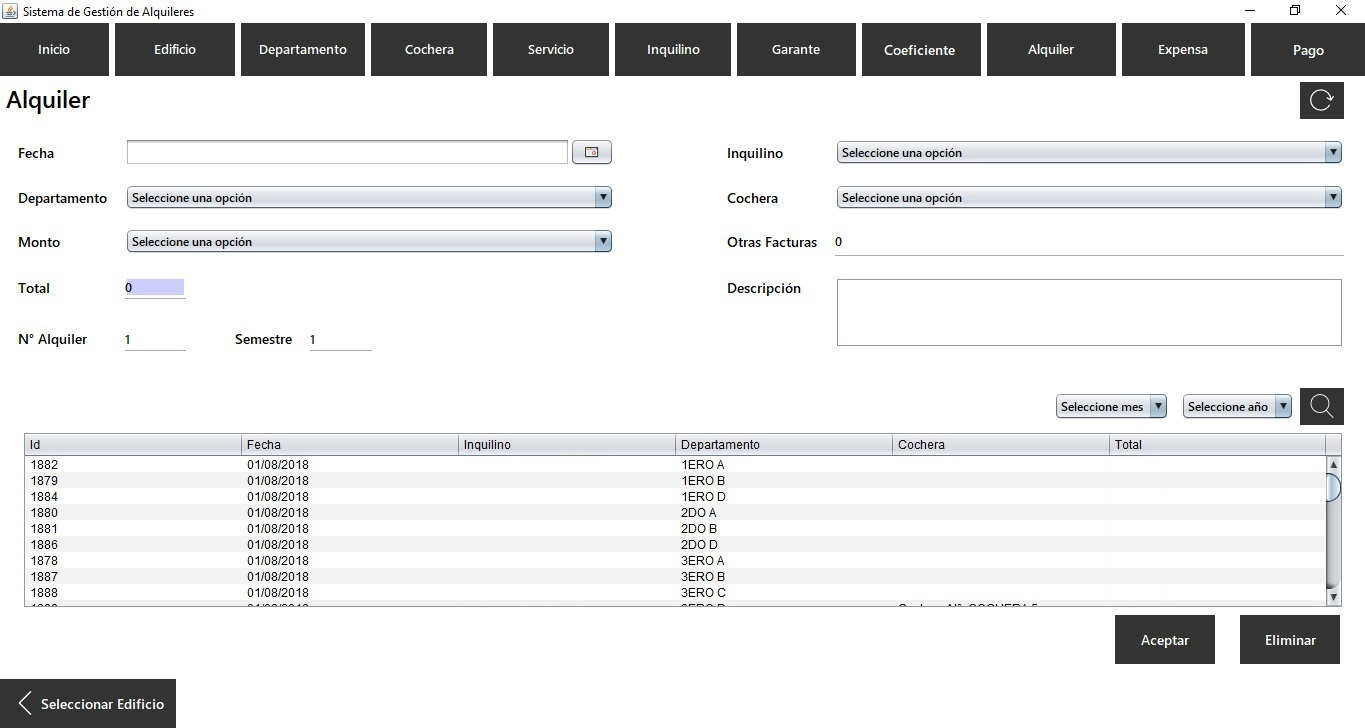 Sistema de Gestión de Alquileres
Inicio Edificio Departamento Cochera Servicio Inquilino Garante Coeficiente Alquiler Expensa Pago
Alquiler
Fecha Inquilino Seleccione una opción
Departamento Seleccione una opción Cochera Seleccione una opción
Monto Seleccione una opción Otras Facturas 0
Total 0 Descripción
N° Alquiler 1 Semestre 1
Seleccione mes Seleccione año
Id Fecha Inquilino Departamento Cochera Total
1882 01/08/2018 1ERO A
1879 01/08/2018 1ERO B
1884 01/08/2018 1ERO D
1880 01/08/2018 2DO A
1881 01/08/2018 2DO B
1886 01/08/2018 2DO D
1878 01/08/2018 3ERO A
1887 01/08/2018 3ERO B
1888 01/08/2018 3ERO C
Aceptar Eliminar
Seleccionar Edificio